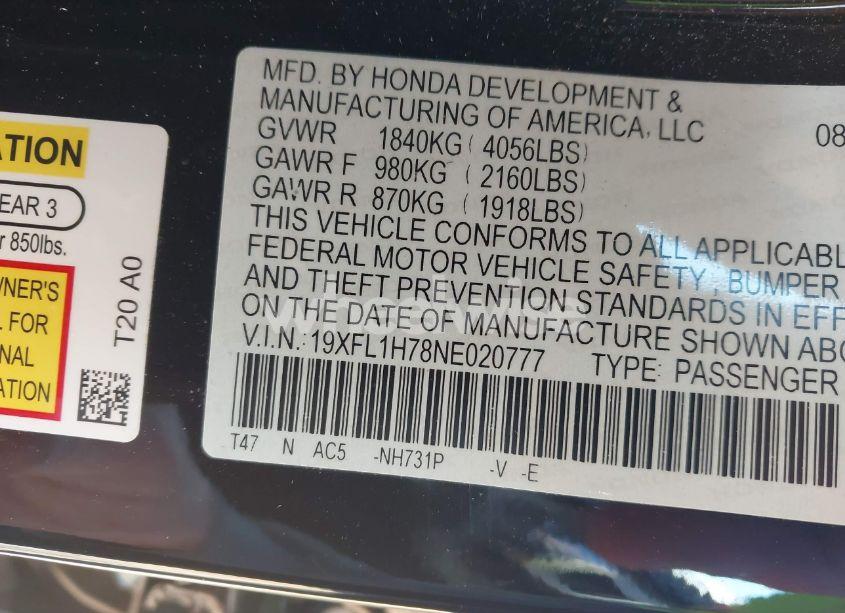 ATION
EAR 3
r 850lbs.
WNER'S
L FOR
NAL
ATION
T20 A0
MFD. BY HONDA DEVELOPMENT &
MANUFACTURING OF AMERICA, LLC 08
GVWR 1840KG ( 4056LBS)
GAWR F 980KG ( 2160LBS)
GAWR R 870KG ( 1918LBS)
THIS VEHICLE CONFORMS TO ALL APPLICABL
FEDERAL MOTOR VEHICLE SAFETY, BUMPER
AND THEFT PREVENTION STANDARDS IN EFF
ON THE DATE OF MANUFACTURE SHOWN ABO
V.I.N.:19XFL1H78NE020777 TYPE: PASSENGER
T47 N AC5 -NH731P -V -E